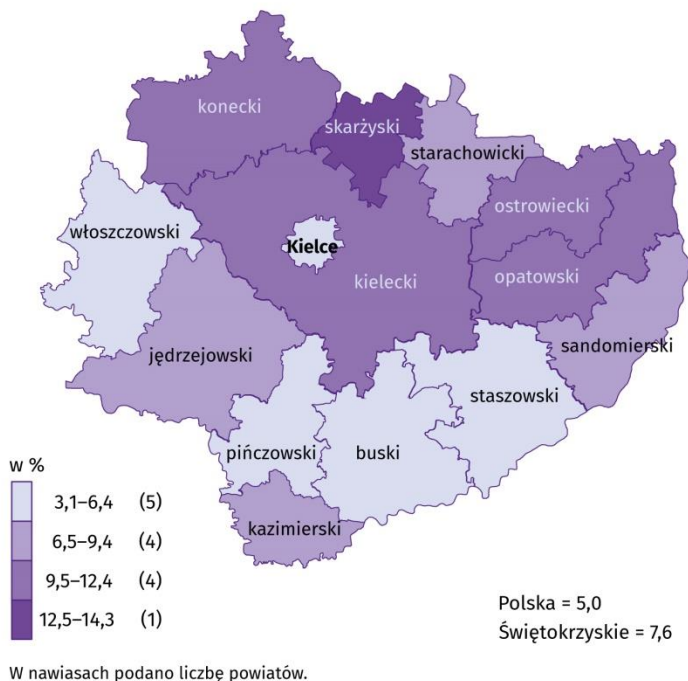 konecki
skarżyski
starachowicki
włoszczowski
ostrowiecki
Kielce
kielecki
opatowski
jędrzejowski
sandomierski
staszowski
pińczowski
buski
kazimierski
w %
3,1–6,4 (5)
6,5–9,4 (4)
9,5–12,4 (4)
12,5–14,3 (1)
Polska = 5,0
Świętokrzyskie = 7,6
W nawiasach podano liczbę powiatów.